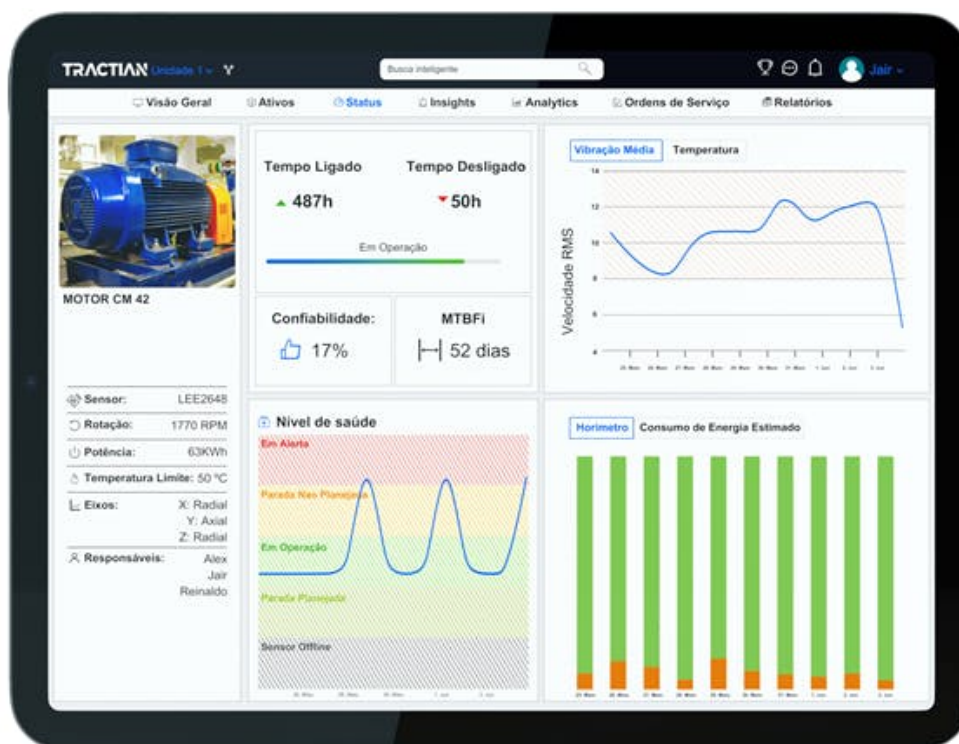 TRACTIAN Unidade 1
Busca inteligente
Jair
Visão Geral
Ativos
Status
Insights
Analytics
Ordens de Serviço
Relatórios
MOTOR CM 42
Sensor: LEE2648
Rotação: 1770 RPM
Potência: 63KWh
Temperatura Limite: 50 ºC
Eixos: X: Radial
Y: Axial
Z: Radial
Responsáveis: Alex
Jair
Reinaldo
Tempo Ligado
487h
Tempo Desligado
50h
Em Operação
Confiabilidade:
17%
MTBFi
52 dias
Vibração Média
Temperatura
Velocidade RMS
14
12
10
8
6
4
Nível de saúde
Em Alerta
Parada Nao Planejada
Em Operação
Parada Planejada
Sensor Offline
Horimetro
Consumo de Energia Estimado